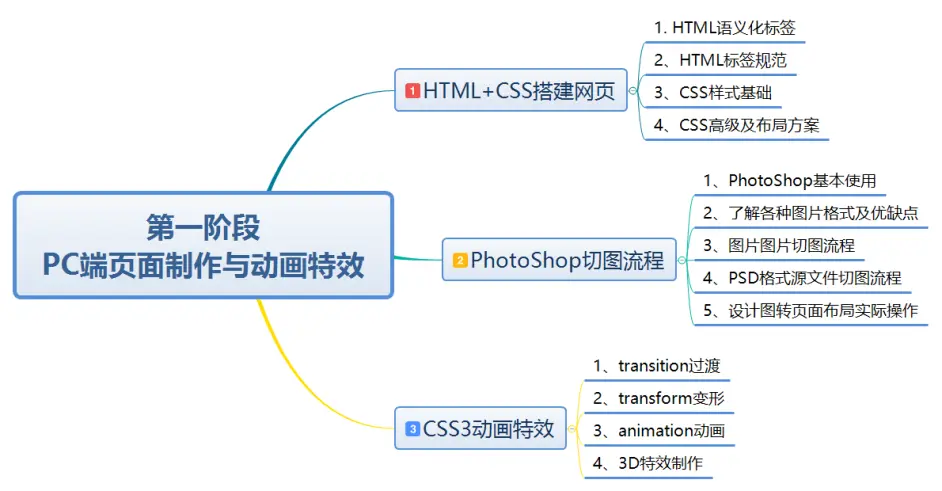 第一阶段
PC端页面制作与动画特效
1 HTML+CSS搭建网页
1. HTML语义化标签
2、HTML标签规范
3、CSS样式基础
4、CSS高级及布局方案
2 PhotoShop切图流程
1、PhotoShop基本使用
2、了解各种图片格式及优缺点
3、图片图片切图流程
4、PSD格式源文件切图流程
5、设计图转页面布局实际操作
3 CSS3动画特效
1、transition过渡
2、transform变形
3、animation动画
4、3D特效制作